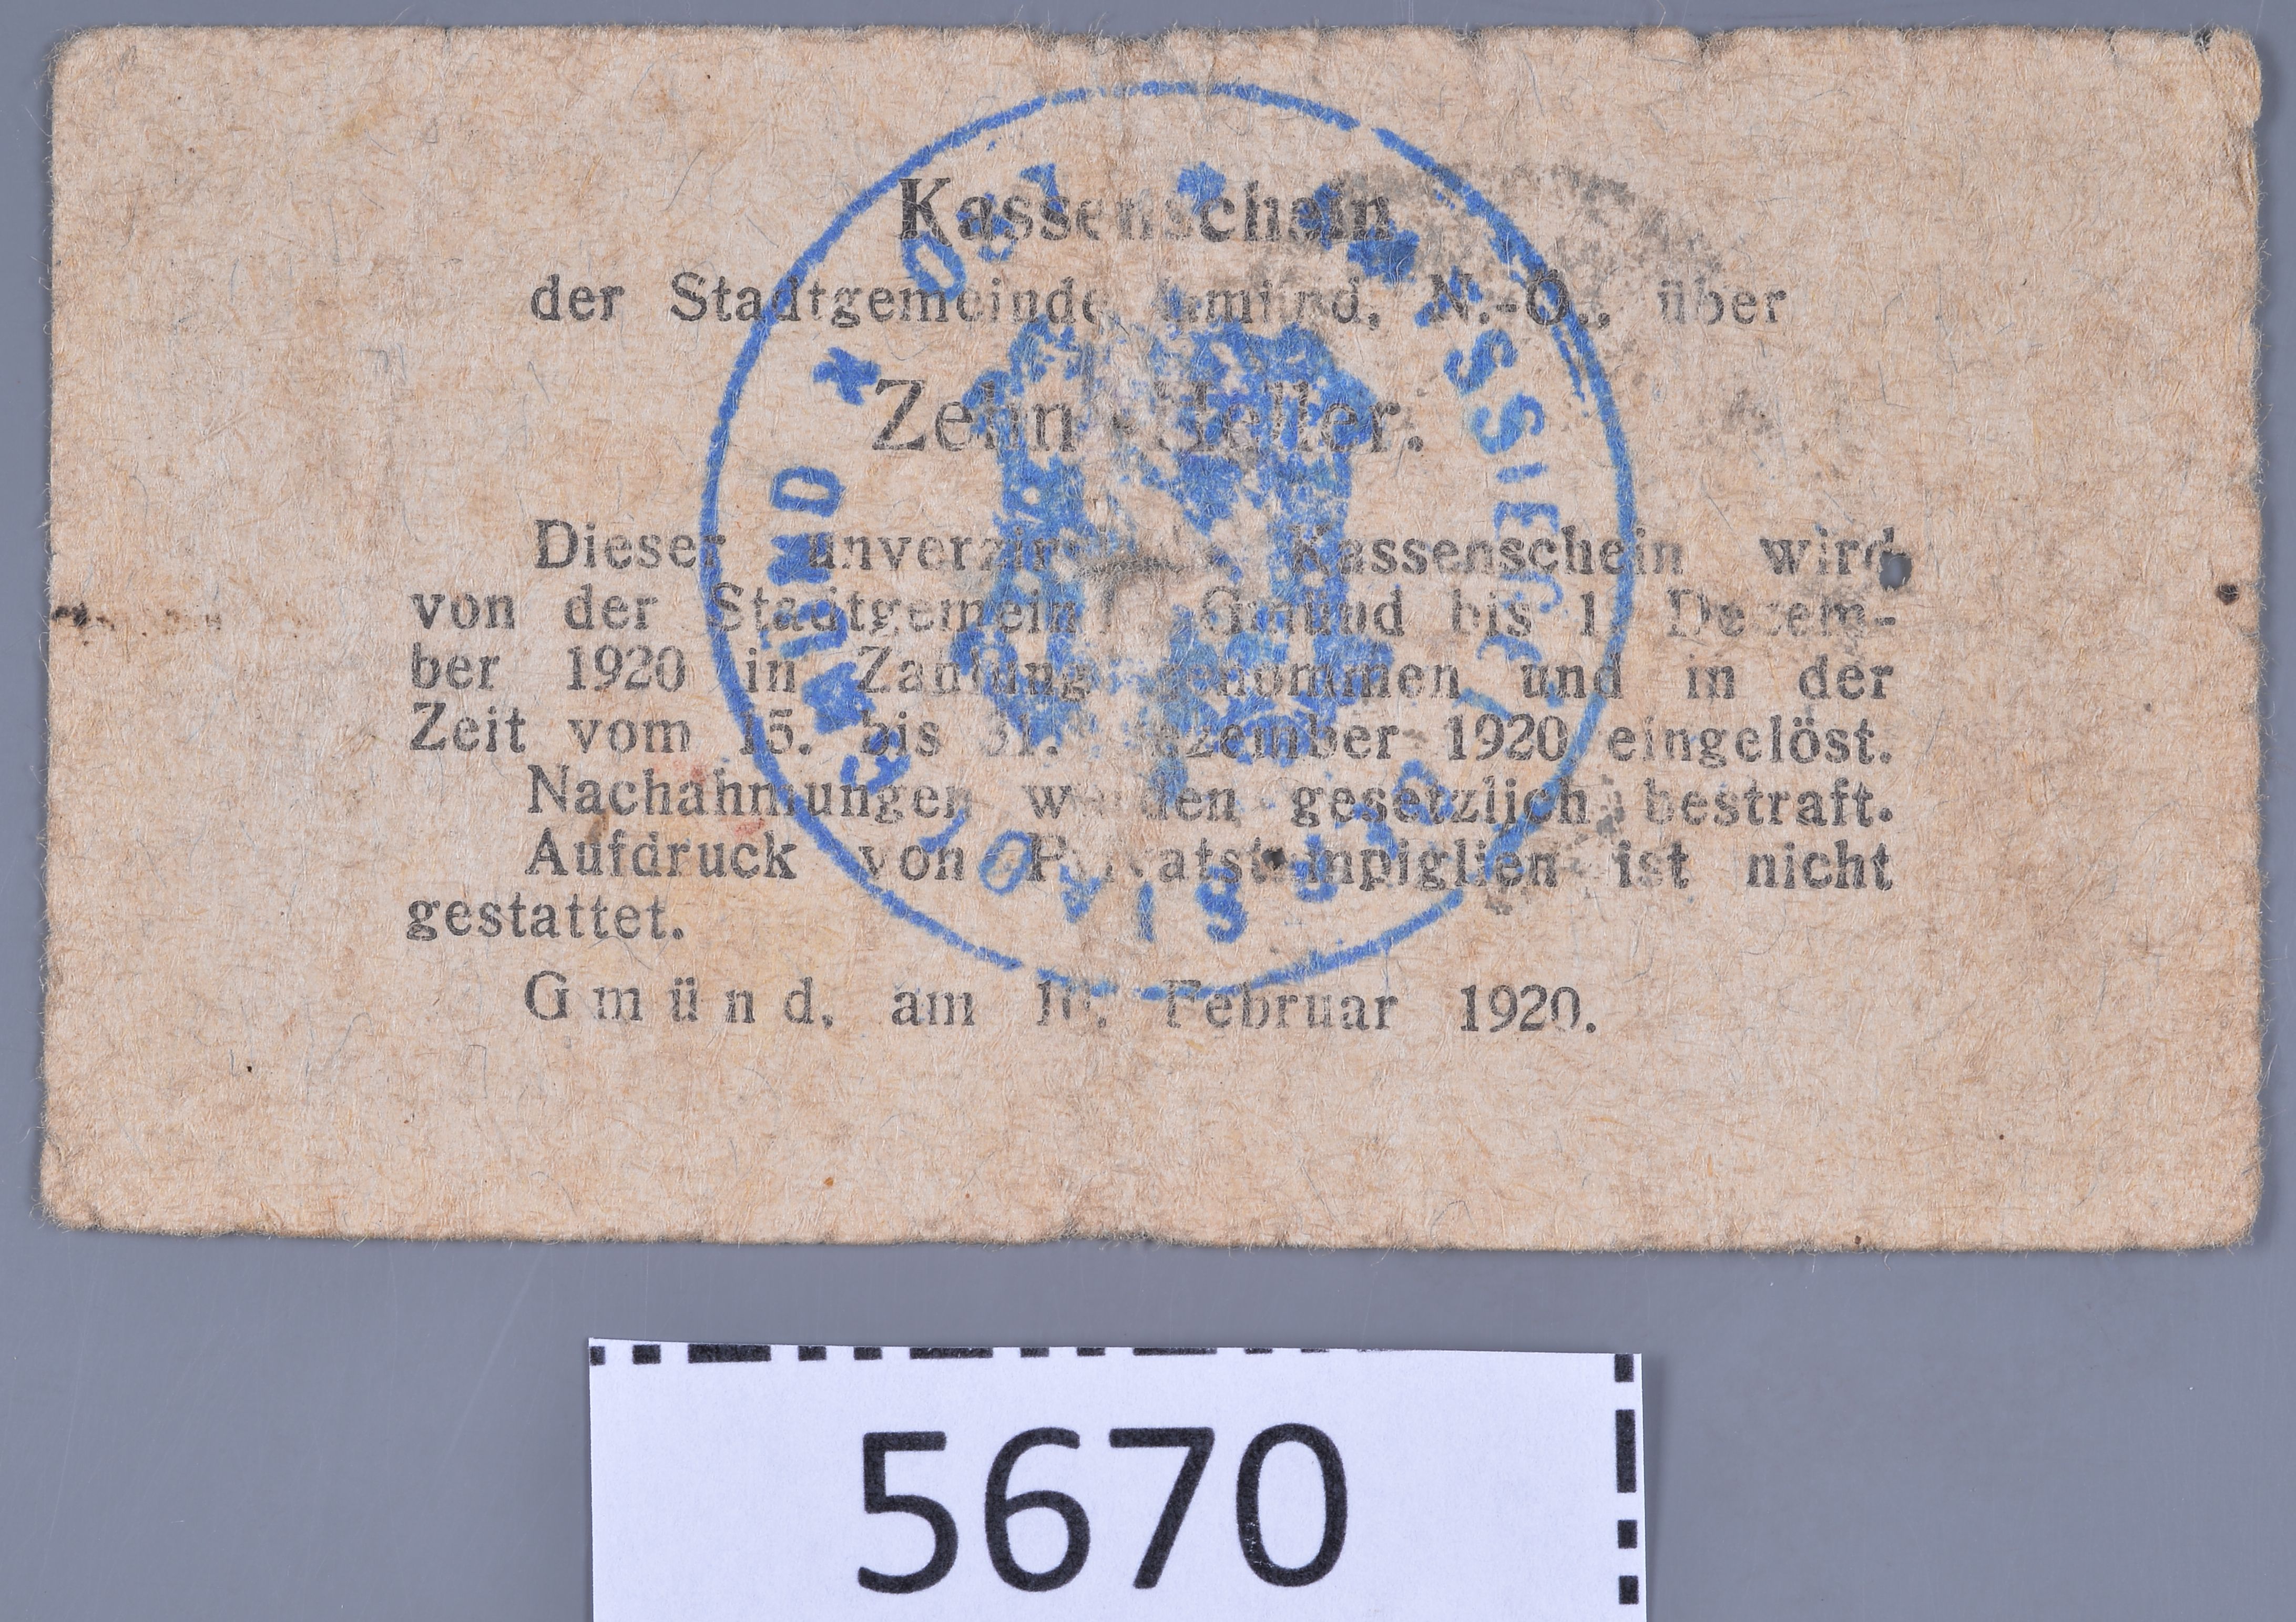 Kassenschein
der Stadtgemeinde Gmünd, N.-Ö., über
Zehn Heller.
Dieser Kassenschein wird
von der Stadtgemeinde Gmünd bis 1. Dezem-
ber 1920 in Zahlung genommen und in der
Zeit vom 15. bis 31. Dezember 1920 eingelöst.
Nachahmungen werden gesetzlich bestraft.
Aufdruck von Privatstampiglien ist nicht
gestattet.
Gmünd, am 10. Februar 1920.
GMÜND
5670